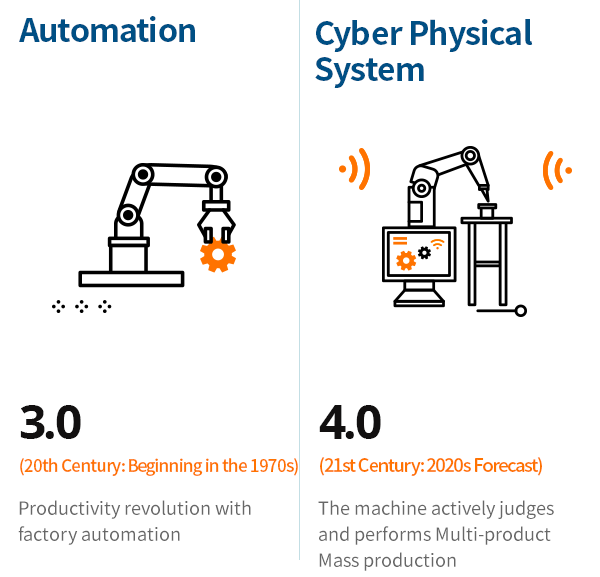 Automation
3.0
(20th Century: Beginning in the 1970s)
Productivity revolution with
factory automation
Cyber Physical
System
4.0
(21st Century: 2020s Forecast)
The machine actively judges
and performs Multi-product
Mass production